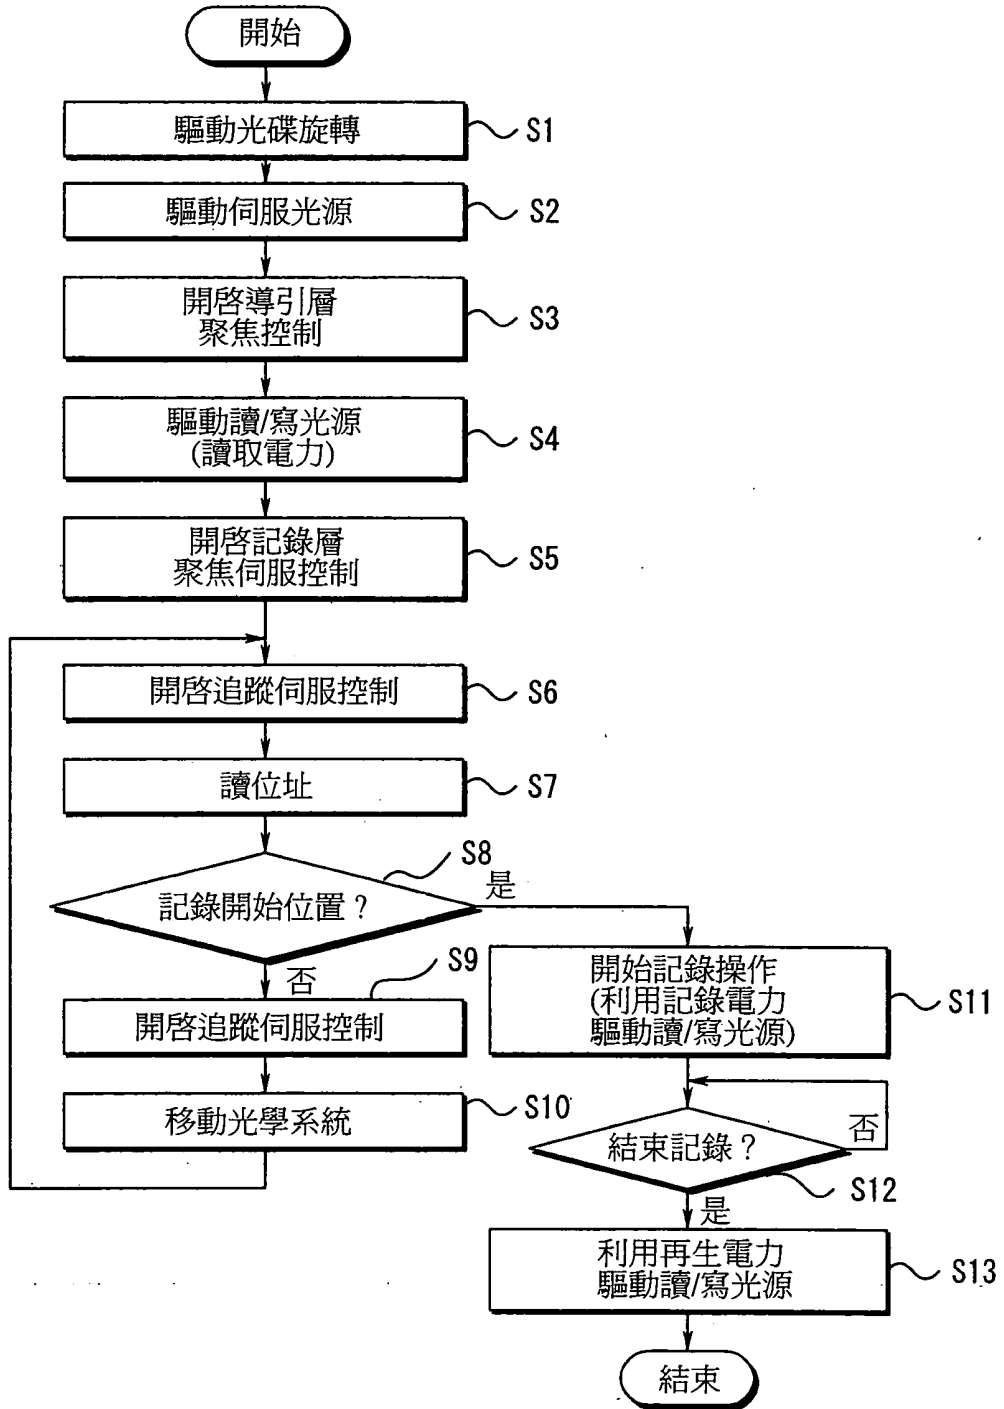 開始
驅動光碟旋轉
S1
驅動伺服光源
S2
開啓導引層
聚焦控制
S3
驅動讀/寫光源
(讀取電力)
S4
開啓記錄層
聚焦伺服控制
S5
開啓追蹤伺服控制
S6
讀位址
S7
S8
記錄開始位置?
是
否
S9
開啓追蹤伺服控制
移動光學系統
S10
開始記錄操作
(利用記錄電力
驅動讀/寫光源)
S11
結束記錄?
否
S12
是
利用再生電力
驅動讀/寫光源
S13
結束